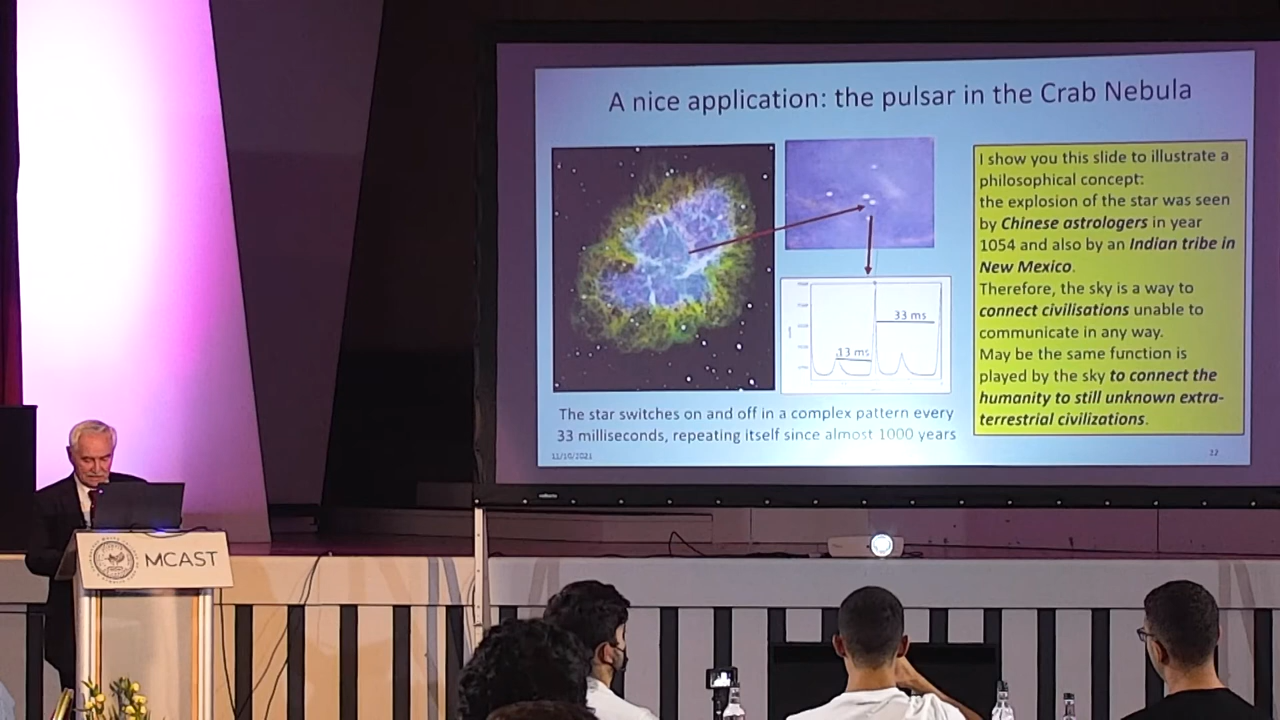 A nice application: the pulsar in the Crab Nebula
I show you this slide to illustrate a
philosophical concept:
the explosion of the star was seen
by Chinese astrologers in year
1054 and also by an Indian tribe in
New Mexico.
Therefore, the sky is a way to
connect civilisations unable to
communicate in any way.
May be the same function is
played by the sky to connect the
humanity to still unknown extra-
terrestrial civilizations.
33 ms
13 ms
The star switches on and off in a complex pattern every
33 milliseconds, repeating itself since almost 1000 years
11/10/2021
22
MCAST